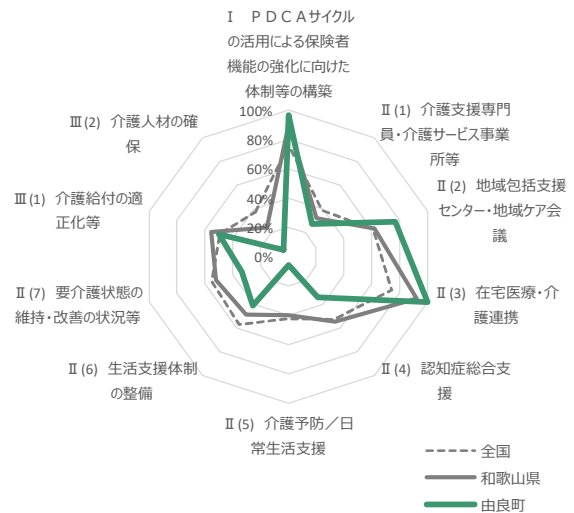 Ⅰ　ＰＤＣＡサイクル
の活用による保険者
機能の強化に向けた
体制等の構築
100%
80%
60%
40%
20%
0%
Ⅱ(1)　介護支援専門
員・介護サービス事業
所等
Ⅱ(2)　地域包括支援
センター・地域ケア会
議
Ⅱ(3)　在宅医療・介
護連携
Ⅱ(4)　認知症総合支
援
Ⅱ(5)　介護予防／日
常生活支援
Ⅱ(6)　生活支援体制
の整備
Ⅱ(7)　要介護状態の
維持・改善の状況等
Ⅲ(1)　介護給付の適
正化等
Ⅲ(2)　介護人材の確
保
全国
和歌山県
由良町